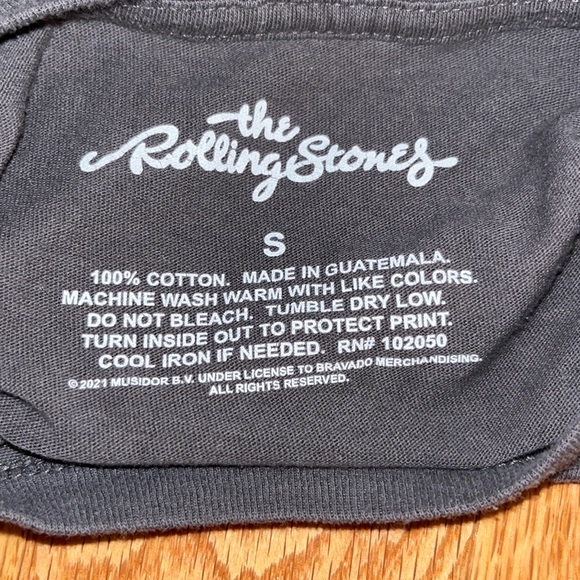 the
Rolling Stones
S
100% COTTON. MADE IN GUATEMALA.
MACHINE WASH WARM WITH LIKE COLORS.
DO NOT BLEACH. TUMBLE DRY LOW.
TURN INSIDE OUT TO PROTECT PRINT.
COOL IRON IF NEEDED. RN# 102050
© 2021 MUSIDOR B.V. UNDER LICENSE TO BRAVADO MERCHANDISING.
ALL RIGHTS RESERVED.